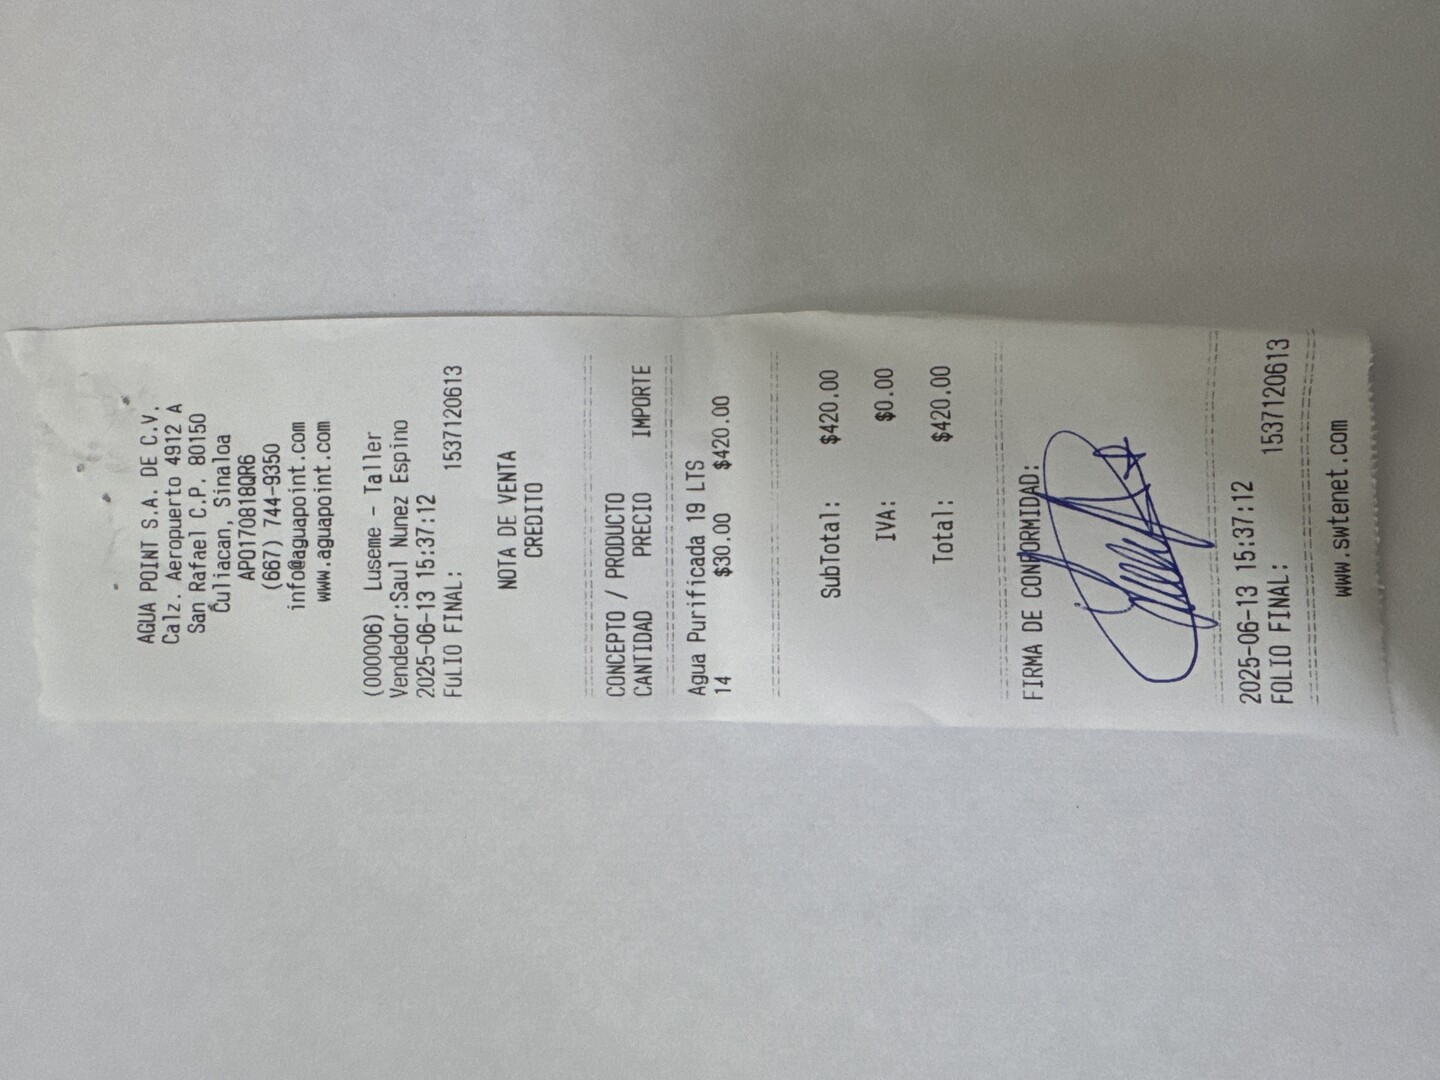 AGUA POINT S.A. DE C.V.
Calz. Aeropuerto 4912 A
San Rafael C.P. 80150
Culiacan, Sinaloa
APO170818QR6
(667) 744-9350
info@aguapoint.com
www.aguapoint.com
(000006) Luseme - Taller
Vendedor:Saul Nunez Espino
2025-06-13 15:37:12
FOLIO FINAL: 1537120613
NOTA DE VENTA
CREDITO
CONCEPTO / PRODUCTO
CANTIDAD PRECIO IMPORTE
Agua Purificada 19 LTS
14 $30.00 $420.00
SubTotal: $420.00
IVA: $0.00
Total: $420.00
FIRMA DE CONFORMIDAD:
2025-06-13 15:37:12
FOLIO FINAL: 1537120613
www.swtenet.com